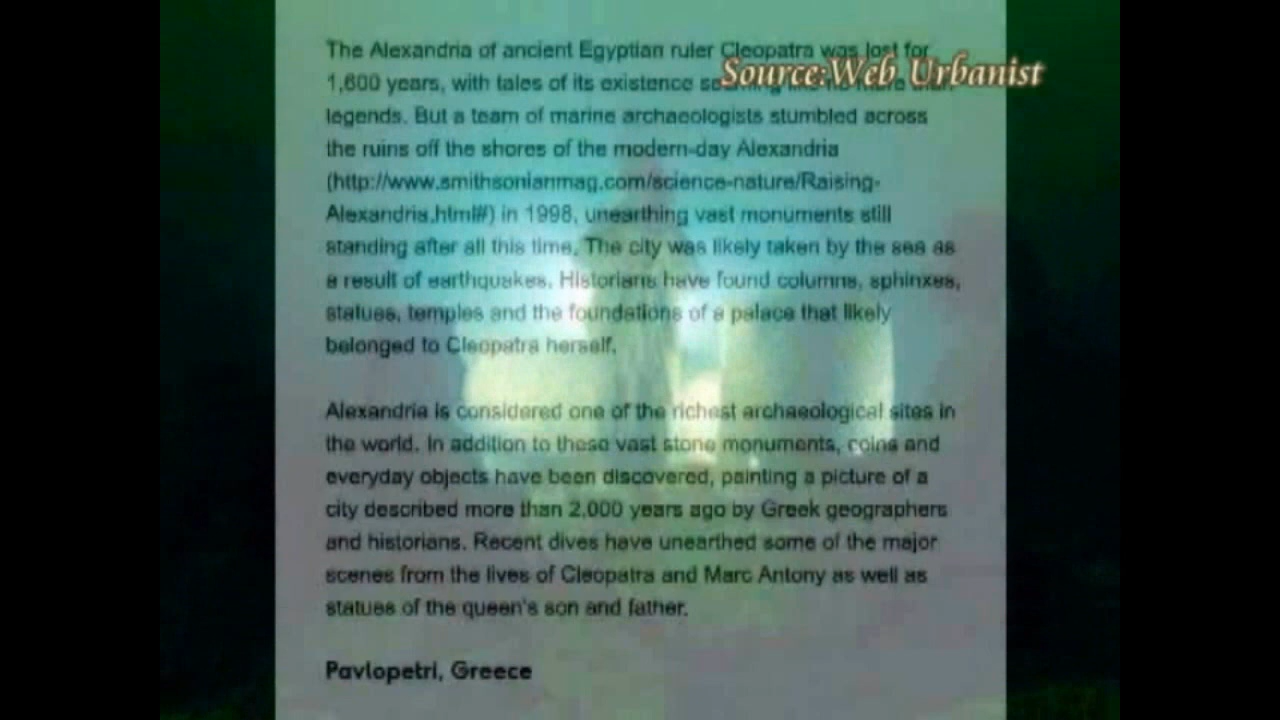 The Alexandria of ancient Egyptian ruler Cleopatra was lost for
Source:Web Urbanist
1,600 years, with tales of its existence
legends. But a team of marine archaeologists stumbled across
the ruins off the shores of the modern-day Alexandria
(http://www.smithsonianmag.com/science-nature/Raising-
Alexandria.html#) in 1998, unearthing vast monuments still
standing after all this time. The city was likely taken by the sea as
a result of earthquakes. Historians have found columns, sphinxes,
statues, temples and the foundations of a palace that likely
belonged to Cleopatra herself.
Alexandria is considered one of the richest archaeological sites in
the world. In addition to these vast stone monuments, coins and
everyday objects have been discovered, painting a picture of a
city described more than 2,000 years ago by Greek geographers
and historians. Recent dives have unearthed some of the major
scenes from the lives of Cleopatra and Marc Antony as well as
statues of the queen's son and father.
Pavlopetri, Greece